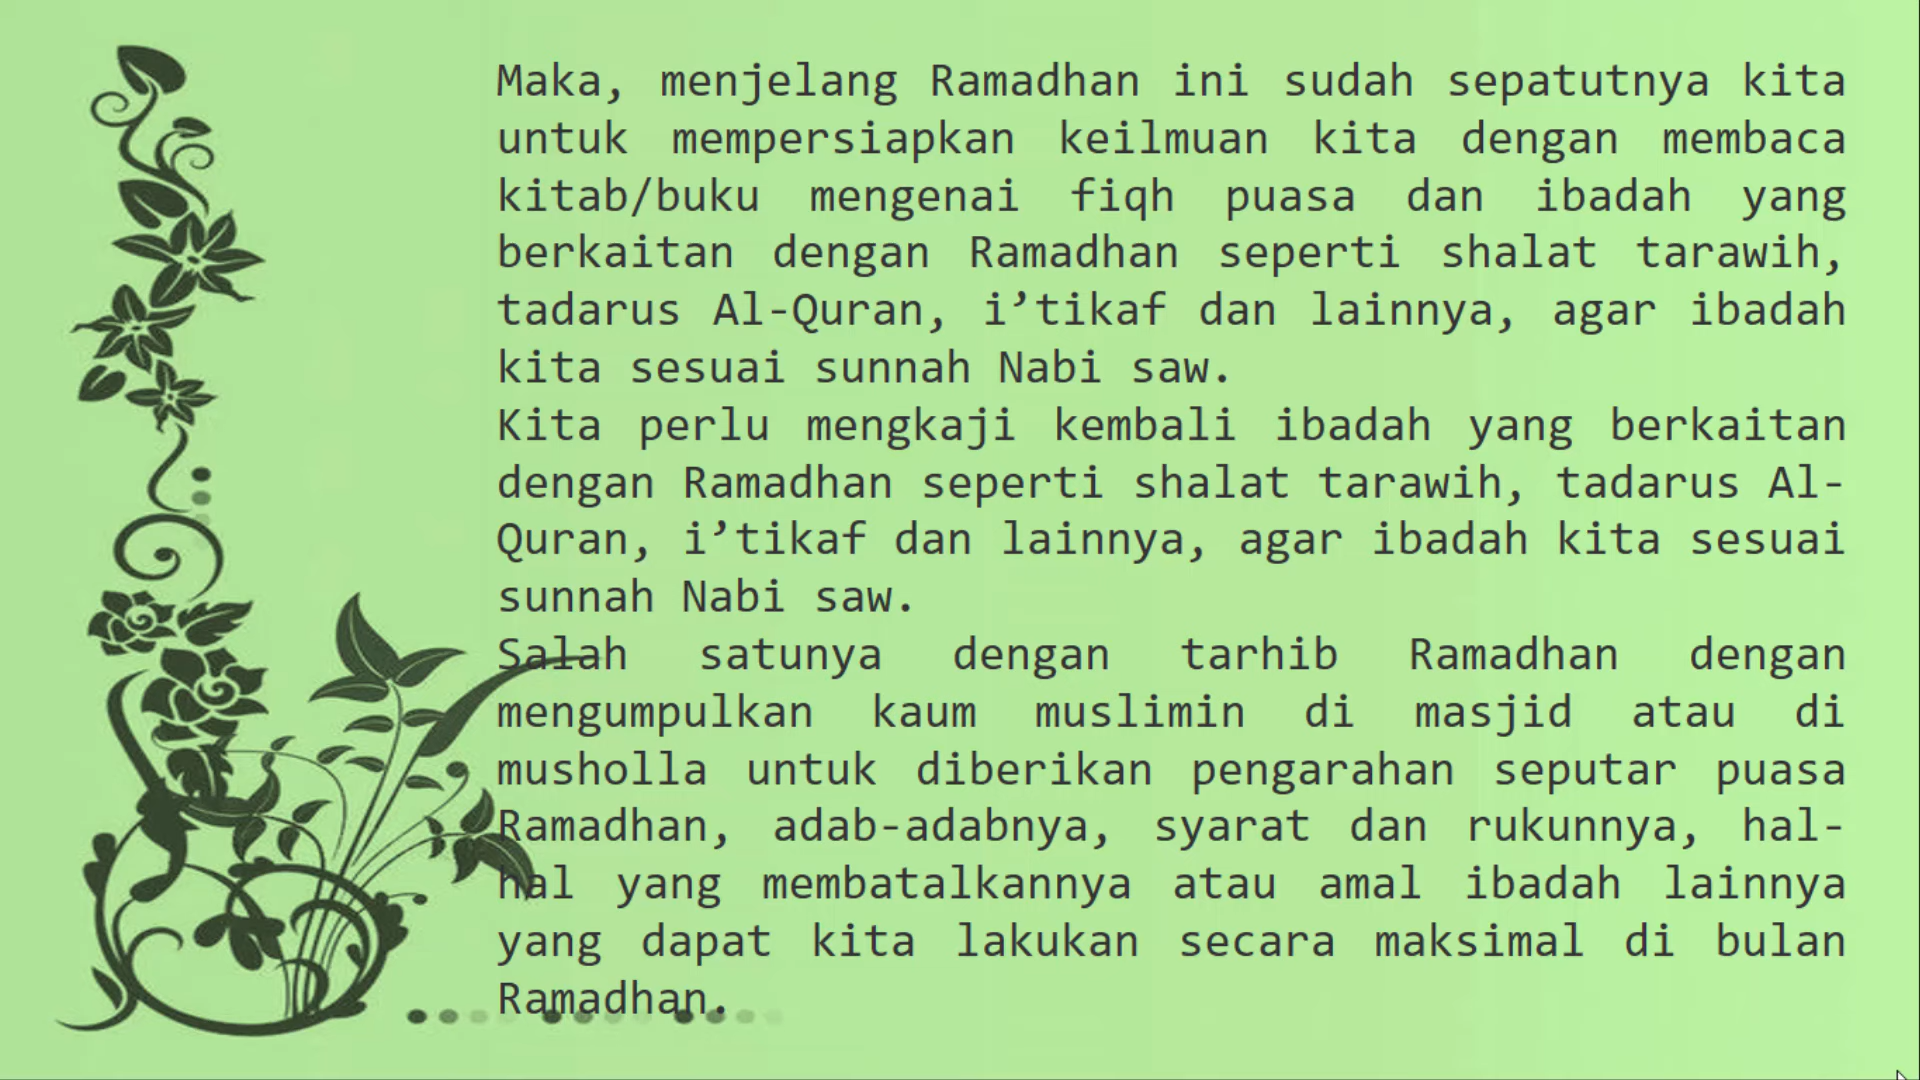 Maka, menjelang Ramadhan ini sudah sepatutnya kita
untuk mempersiapkan keilmuan kita dengan membaca
kitab/buku mengenai fiqh puasa dan ibadah yang
berkaitan dengan Ramadhan seperti shalat tarawih,
tadarus Al-Quran, i’tikaf dan lainnya, agar ibadah
kita sesuai sunnah Nabi saw.
Kita perlu mengkaji kembali ibadah yang berkaitan
dengan Ramadhan seperti shalat tarawih, tadarus Al-
Quran, i’tikaf dan lainnya, agar ibadah kita sesuai
sunnah Nabi saw.
Salah satunya dengan tarhib Ramadhan dengan
mengumpulkan kaum muslimin di masjid atau di
musholla untuk diberikan pengarahan seputar puasa
Ramadhan, adab-adabnya, syarat dan rukunnya, hal-
hal yang membatalkannya atau amal ibadah lainnya
yang dapat kita lakukan secara maksimal di bulan
Ramadhan.